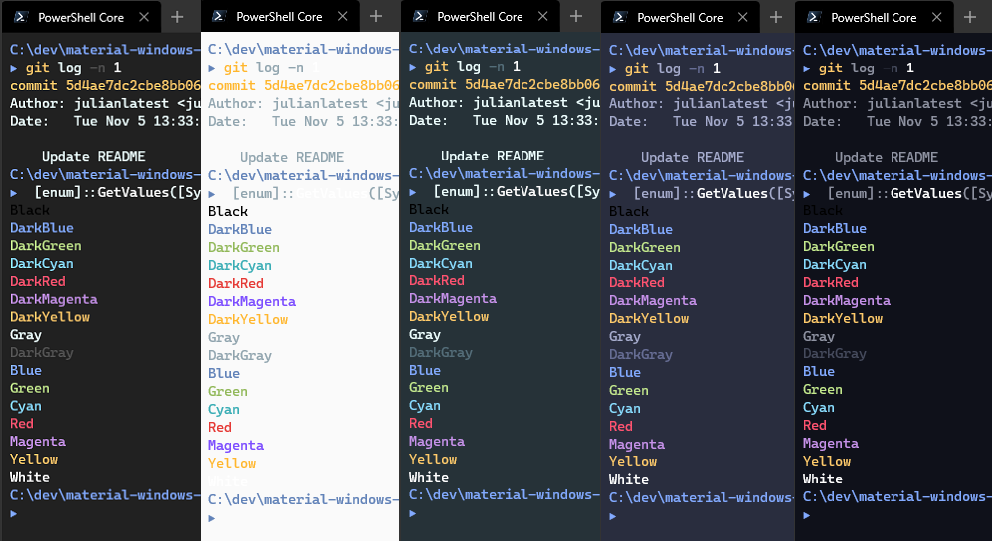 PowerShell Core
C:\dev\material-windows-
▶ git log -n 1
commit 5d4ae7dc2cbe8bb06
Author: julianlatest <ju
Date:   Tue Nov 5 13:33:
Update README
C:\dev\material-windows-
▶ [enum]::GetValues([Sy
Black
DarkBlue
DarkGreen
DarkCyan
DarkRed
DarkMagenta
DarkYellow
Gray
DarkGray
Blue
Green
Cyan
Red
Magenta
Yellow
White
C:\dev\material-windows-
▶
PowerShell Core
C:\dev\material-windows-
▶ git log -n 1
commit 5d4ae7dc2cbe8bb06
Author: julianlatest <ju
Date:   Tue Nov 5 13:33:
Update README
C:\dev\material-windows-
▶ [enum]::GetValues([Sy
Black
DarkBlue
DarkGreen
DarkCyan
DarkRed
DarkMagenta
DarkYellow
Gray
DarkGray
Blue
Green
Cyan
Red
Magenta
Yellow
White
C:\dev\material-windows-
▶
PowerShell Core
C:\dev\material-windows-
▶ git log -n 1
commit 5d4ae7dc2cbe8bb06
Author: julianlatest <ju
Date:   Tue Nov 5 13:33:
Update README
C:\dev\material-windows-
▶ [enum]::GetValues([Sy
Black
DarkBlue
DarkGreen
DarkCyan
DarkRed
DarkMagenta
DarkYellow
Gray
DarkGray
Blue
Green
Cyan
Red
Magenta
Yellow
White
C:\dev\material-windows-
▶
PowerShell Core
C:\dev\material-windows-
▶ git log -n 1
commit 5d4ae7dc2cbe8bb06
Author: julianlatest <ju
Date:   Tue Nov 5 13:33:
Update README
C:\dev\material-windows-
▶ [enum]::GetValues([Sy
Black
DarkBlue
DarkGreen
DarkCyan
DarkRed
DarkMagenta
DarkYellow
Gray
DarkGray
Blue
Green
Cyan
Red
Magenta
Yellow
White
C:\dev\material-windows-
▶
PowerShell Core
C:\dev\material-windows-
▶ git log -n 1
commit 5d4ae7dc2cbe8bb06
Author: julianlatest <ju
Date:   Tue Nov 5 13:33:
Update README
C:\dev\material-windows-
▶ [enum]::GetValues([Sy
Black
DarkBlue
DarkGreen
DarkCyan
DarkRed
DarkMagenta
DarkYellow
Gray
DarkGray
Blue
Green
Cyan
Red
Magenta
Yellow
White
C:\dev\material-windows-
▶